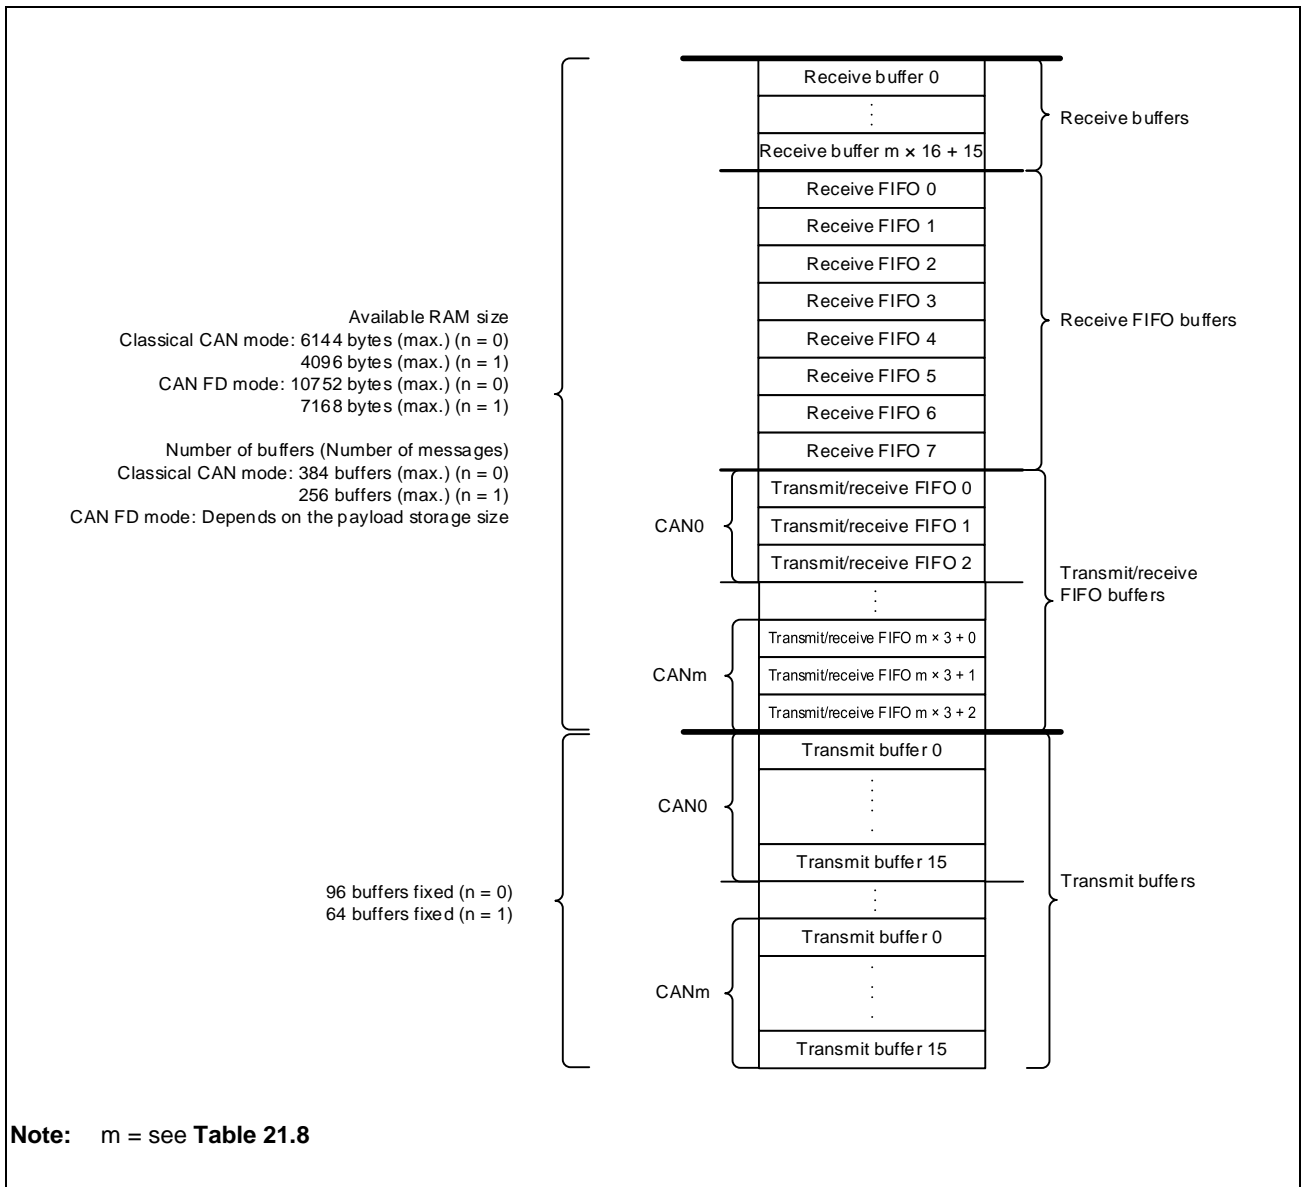 Receive buffer 0
Receive buffers
Receive buffer m × 16 + 15
Receive FIFO 0
Receive FIFO 1
Receive FIFO 2
Receive FIFO 3
Receive FIFO 4
Receive FIFO 5
Receive FIFO 6
Receive FIFO 7
Receive FIFO buffers
Available RAM size
Classical CAN mode: 6144 bytes (max.) (n = 0)
4096 bytes (max.) (n = 1)
CAN FD mode: 10752 bytes (max.) (n = 0)
7168 bytes (max.) (n = 1)
Number of buffers (Number of messages)
Classical CAN mode: 384 buffers (max.) (n = 0)
256 buffers (max.) (n = 1)
CAN FD mode: Depends on the payload storage size
CAN0
Transmit/receive FIFO 0
Transmit/receive FIFO 1
Transmit/receive FIFO 2
Transmit/receive
FIFO buffers
CANm
Transmit/receive FIFO m × 3 + 0
Transmit/receive FIFO m × 3 + 1
Transmit/receive FIFO m × 3 + 2
CAN0
Transmit buffer 0
Transmit buffer 15
Transmit buffers
96 buffers fixed (n = 0)
64 buffers fixed (n = 1)
CANm
Transmit buffer 0
Transmit buffer 15
Note: m = see Table 21.8